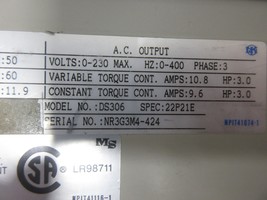 A.C. OUTPUT
:50 VOLTS:0-230 MAX. HZ:0-400 PHASE:3
:60 VARIABLE TORQUE CONT. AMPS:10.8 HP:3.0
:11.9 CONSTANT TORQUE CONT. AMPS:9.6 HP:3.0
MODEL NO.:DS306 SPEC:22P21E
SERIAL NO.:NR3G3M4-424
SA LR98711